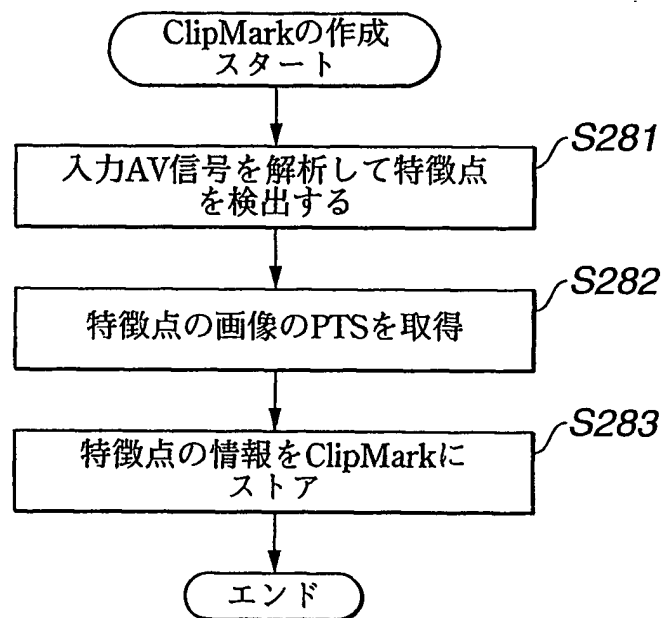 ClipMarkの作成
スタート
S281
入力AV信号を解析して特徴点
を検出する
S282
特徴点の画像のPTSを取得
S283
特徴点の情報をClipMarkに
ストア
エンド